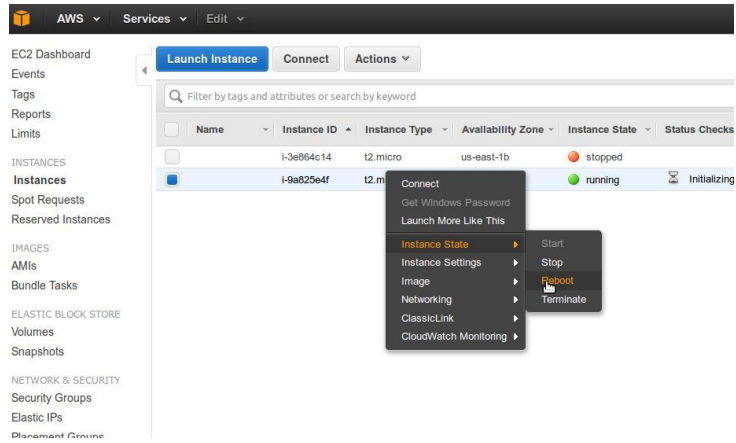 AWS Services Edit
EC2 Dashboard
Events
Tags
Reports
Limits
INSTANCES
Instances
Spot Requests
Reserved Instances
IMAGES
AMIs
Bundle Tasks
ELASTIC BLOCK STORE
Volumes
Snapshots
NETWORK & SECURITY
Security Groups
Elastic IPs
Placement Groups
Launch Instance Connect Actions
Filter by tags and attributes or search by keyword
Name Instance ID Instance Type Availability Zone Instance State Status Checks
i-3e864c14 t2.micro us-east-1b stopped
i-9a825e4f t2.mi running Initializing
Connect
Get Windows Password
Launch More Like This
Instance State
Instance Settings
Image
Networking
ClassicLink
CloudWatch Monitoring
Start
Stop
Reboot
Terminate